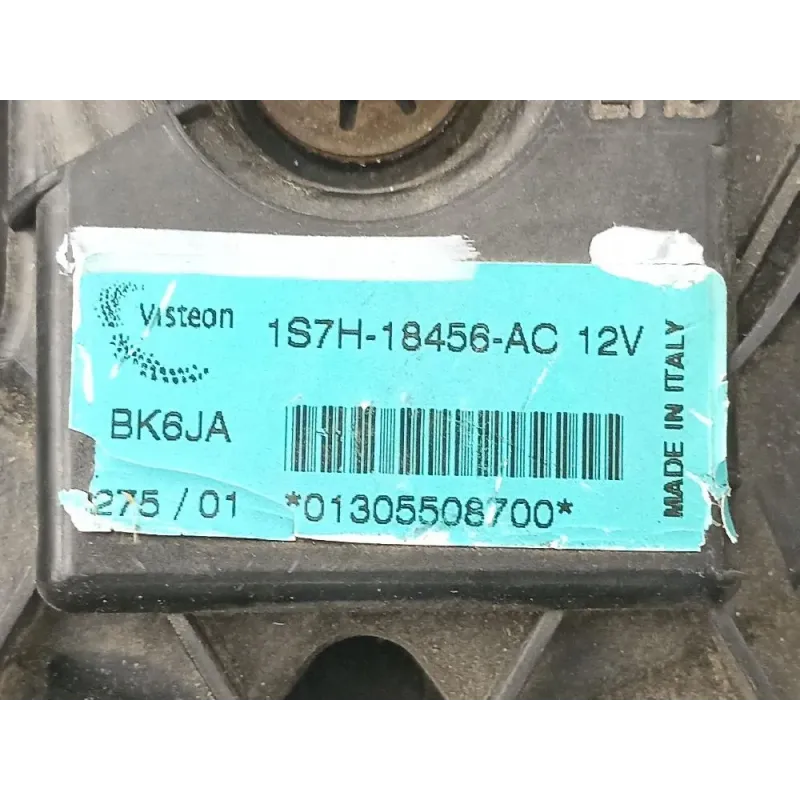 Visteon
1S7H-18456-AC 12V
BK6JA
275 / 01
*01305508700*
MADE IN ITALY